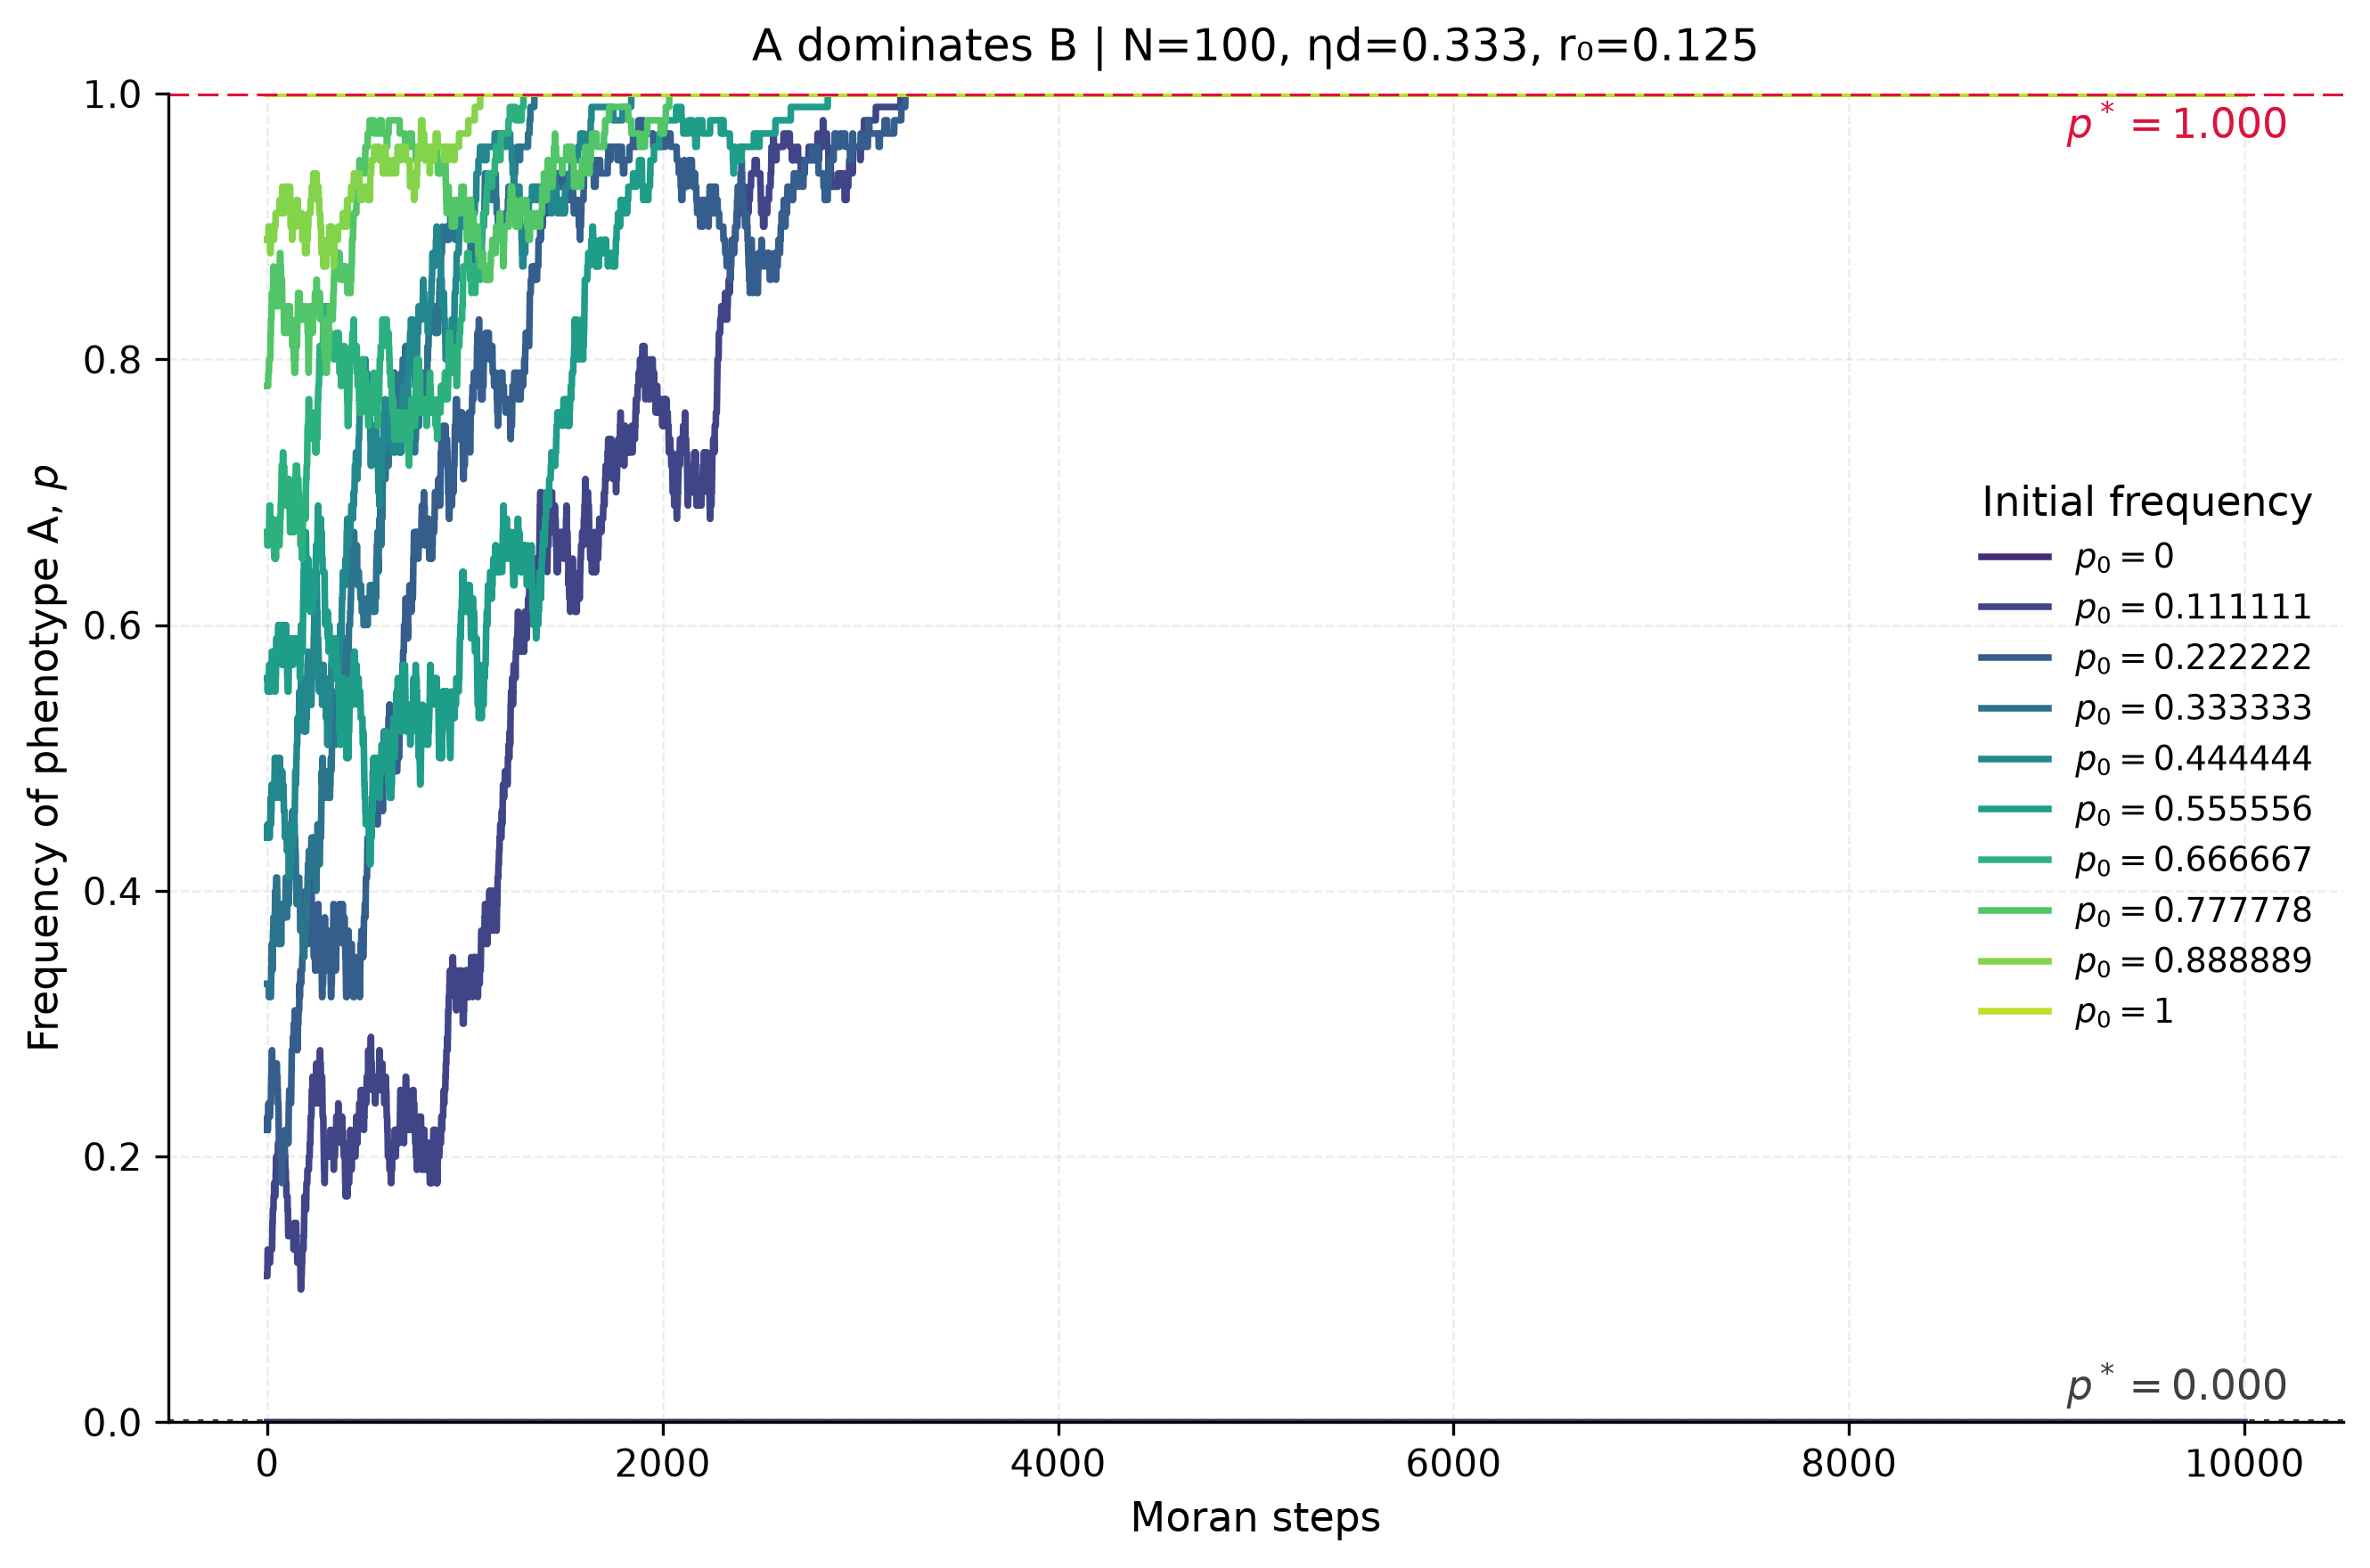 A dominates B | N=100, ηd=0.333, r₀=0.125
1.0
0.8
0.6
0.4
0.2
0.0
Frequency of phenotype A, p
p* = 1.000
Initial frequency
p₀ = 0
p₀ = 0.111111
p₀ = 0.222222
p₀ = 0.333333
p₀ = 0.444444
p₀ = 0.555556
p₀ = 0.666667
p₀ = 0.777778
p₀ = 0.888889
p₀ = 1
p* = 0.000
0 2000 4000 6000 8000 10000
Moran steps